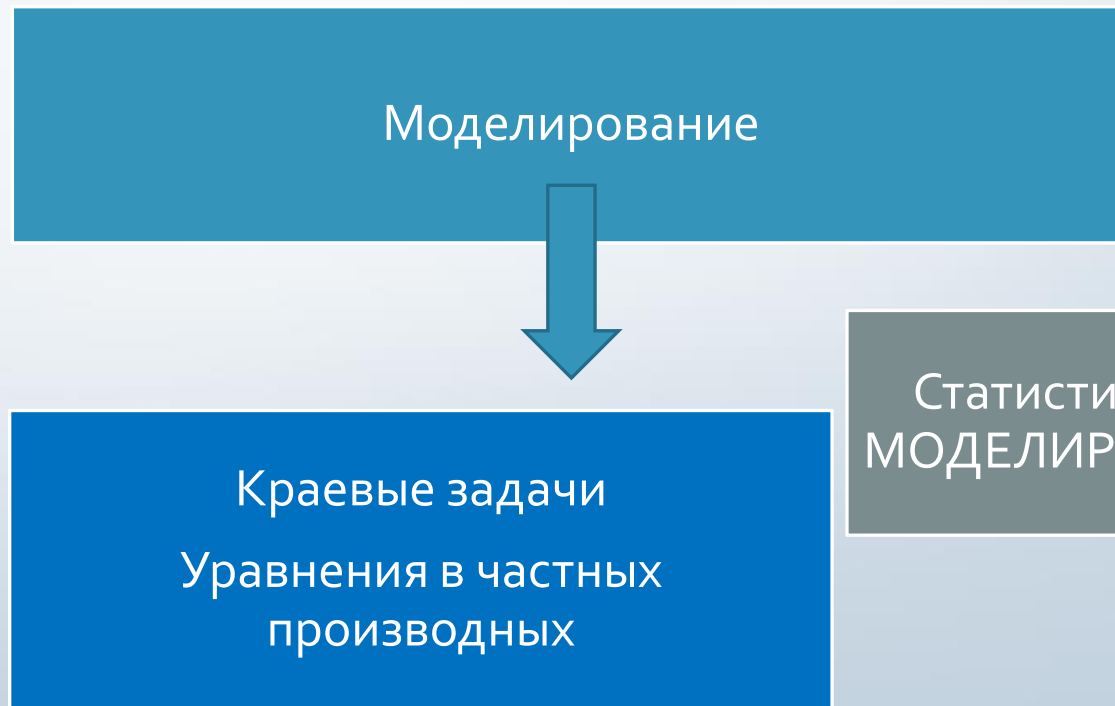 Моделирование
Краевые задачи
Уравнения в частных
производных
Статисти
МОДЕЛИР